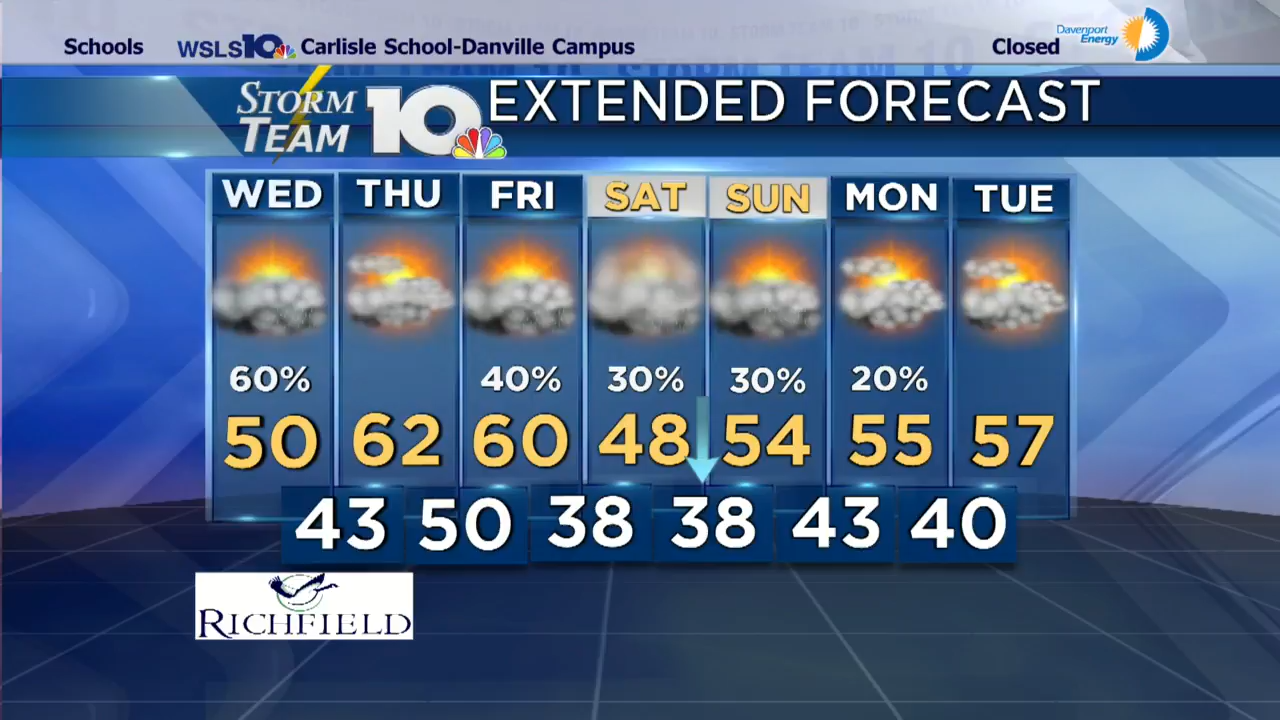 Schools WSLS10 Carlisle School-Danville Campus Closed Davenport Energy
STORM TEAM 10 EXTENDED FORECAST
WED THU FRI SAT SUN MON TUE
60% 40% 30% 30% 20%
50 62 60 48 54 55 57
43 50 38 38 43 40
RICHFIELD